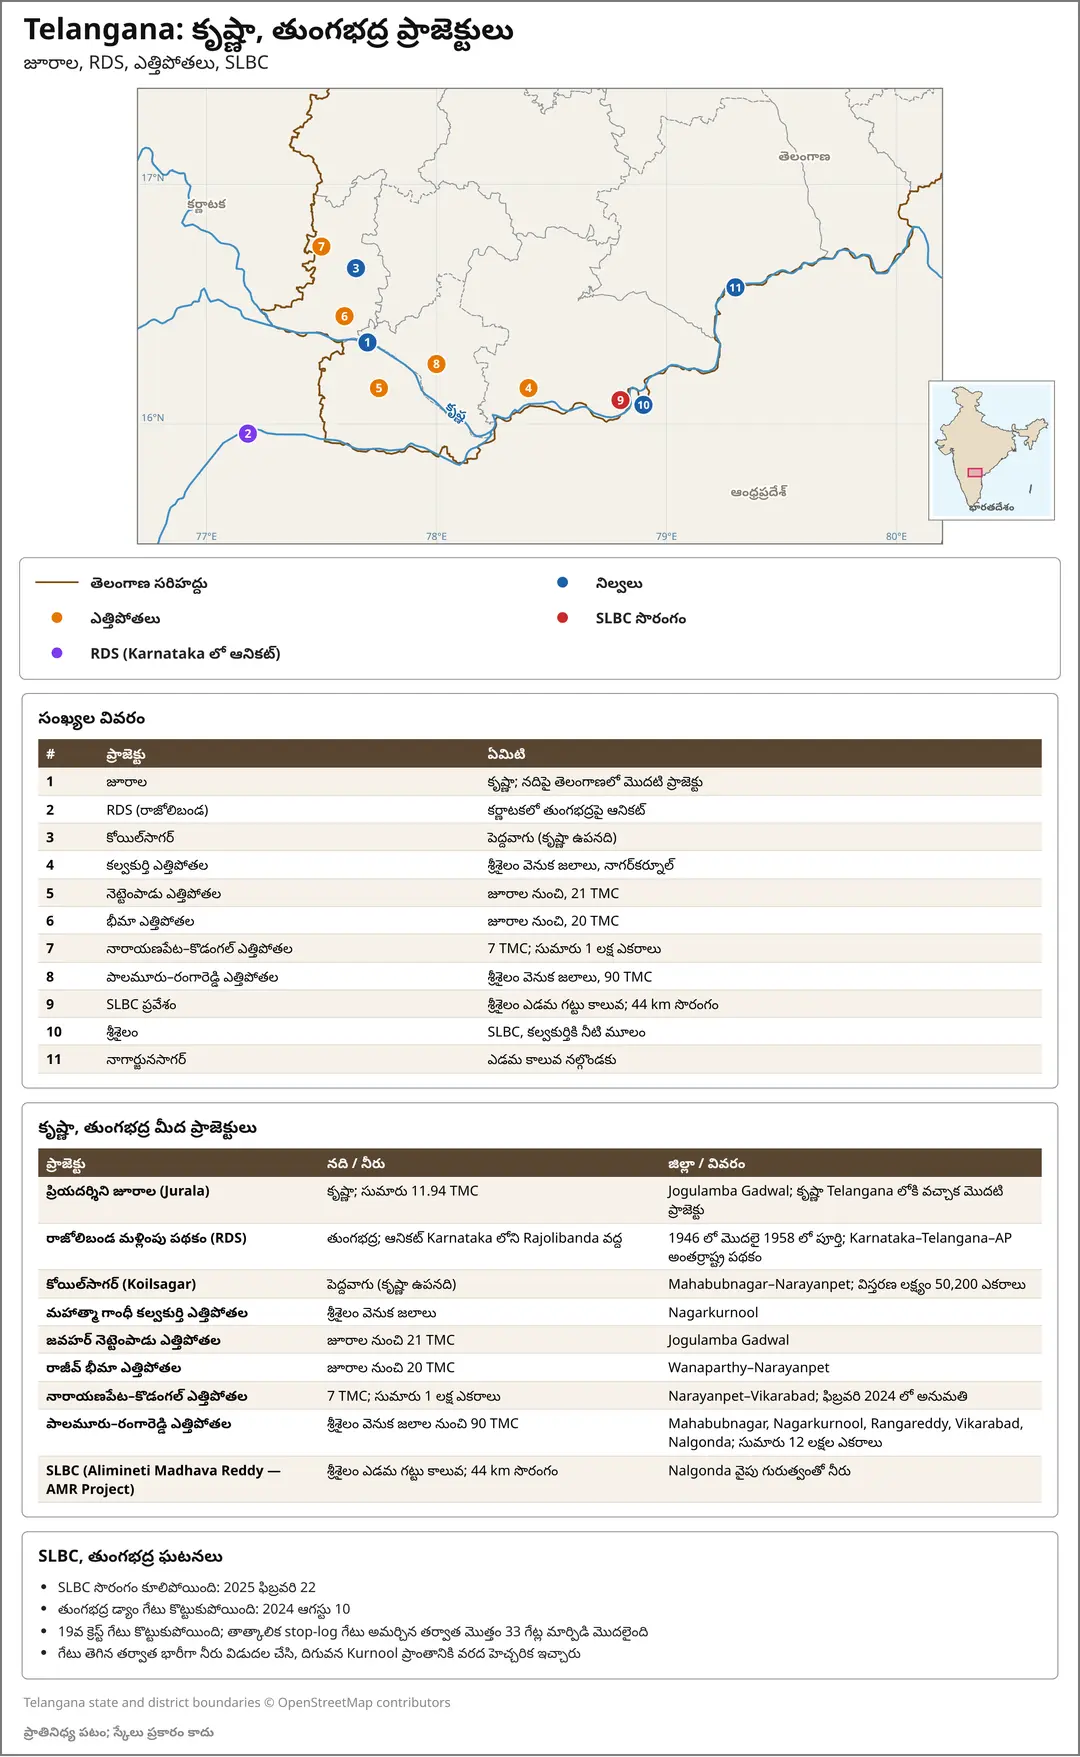 Telangana: కృష్ణా, తుంగభద్ర ప్రాజెక్టులు
జూరాల, RDS, ఎత్తిపోతలు, SLBC
తెలంగాణ
17°N
కర్ణాటక
7
3
6
11
1
8
5
4
9
10
కృష్ణ
16°N
2
ఆంధ్రప్రదేశ్
భారతదేశం
77°E
78°E
79°E
80°E
తెలంగాణ సరిహద్దు
నిల్వలు
ఎత్తిపోతలు
SLBC సొరంగం
RDS (Karnataka లో ఆనికట్)
సంఖ్యల వివరం
# ప్రాజెక్టు ఏమిటి
1 జూరాల కృష్ణా; నదిపై తెలంగాణలో మొదటి ప్రాజెక్టు
2 RDS (రాజోలిబండ) కర్ణాటకలో తుంగభద్రపై ఆనికట్
3 కోయిల్‌సాగర్ పెద్దవాగు (కృష్ణా ఉపనది)
4 కల్వకుర్తి ఎత్తిపోతల శ్రీశైలం వెనుక జలాలు, నాగర్‌కర్నూల్
5 నెట్టెంపాడు ఎత్తిపోతల జూరాల నుంచి, 21 TMC
6 భీమా ఎత్తిపోతల జూరాల నుంచి, 20 TMC
7 నారాయణపేట–కొడంగల్ ఎత్తిపోతల 7 TMC; సుమారు 1 లక్ష ఎకరాలు
8 పాలమూరు–రంగారెడ్డి ఎత్తిపోతల శ్రీశైలం వెనుక జలాలు, 90 TMC
9 SLBC ప్రవేశం శ్రీశైలం ఎడమ గట్టు కాలువ; 44 km సొరంగం
10 శ్రీశైలం SLBC, కల్వకుర్తికి నీటి మూలం
11 నాగార్జునసాగర్ ఎడమ కాలువ నల్గొండకు
కృష్ణా, తుంగభద్ర మీద ప్రాజెక్టులు
ప్రాజెక్టు నది / నీరు జిల్లా / వివరం
ప్రియదర్శిని జూరాల (Jurala) కృష్ణా; సుమారు 11.94 TMC Jogulamba Gadwal; కృష్ణా Telangana లోకి వచ్చాక మొదటి
ప్రాజెక్టు
రాజోలిబండ మళ్లింపు పథకం (RDS) తుంగభద్ర; ఆనికట్ Karnataka లోని Rajolibanda వద్ద 1946 లో మొదలై 1958 లో పూర్తి; Karnataka–Telangana–AP
అంతర్రాష్ట్ర పథకం
కోయిల్‌సాగర్ (Koilsagar) పెద్దవాగు (కృష్ణా ఉపనది) Mahabubnagar–Narayanpet; విస్తరణ లక్ష్యం 50,200 ఎకరాలు
మహాత్మా గాంధీ కల్వకుర్తి ఎత్తిపోతల శ్రీశైలం వెనుక జలాలు Nagarkurnool
జవహర్ నెట్టెంపాడు ఎత్తిపోతల జూరాల నుంచి 21 TMC Jogulamba Gadwal
రాజీవ్ భీమా ఎత్తిపోతల జూరాల నుంచి 20 TMC Wanaparthy–Narayanpet
నారాయణపేట–కొడంగల్ ఎత్తిపోతల 7 TMC; సుమారు 1 లక్ష ఎకరాలు Narayanpet–Vikarabad; ఫిబ్రవరి 2024 లో అనుమతి
పాలమూరు–రంగారెడ్డి ఎత్తిపోతల శ్రీశైలం వెనుక జలాల నుంచి 90 TMC Mahabubnagar, Nagarkurnool, Rangareddy, Vikarabad,
Nalgonda; సుమారు 12 లక్షల ఎకరాలు
SLBC (Alimineti Madhava Reddy — శ్రీశైలం ఎడమ గట్టు కాలువ; 44 km సొరంగం Nalgonda వైపు గురుత్వంతో నీరు
AMR Project)
SLBC, తుంగభద్ర ఘటనలు
• SLBC సొరంగం కూలిపోయింది: 2025 ఫిబ్రవరి 22
• తుంగభద్ర డ్యాం గేటు కొట్టుకుపోయింది: 2024 ఆగస్టు 10
• 19వ క్రెస్ట్ గేటు కొట్టుకుపోయింది; తాత్కాలిక stop-log గేటు అమర్చిన తర్వాత మొత్తం 33 గేట్ల మార్పిడి మొదలైంది
• గేటు తెగిన తర్వాత భారీగా నీరు విడుదల చేసి, దిగువన Kurnool ప్రాంతానికి వరద హెచ్చరిక ఇచ్చారు
Telangana state and district boundaries © OpenStreetMap contributors
ప్రాతినిధ్య పటం; స్కేలు ప్రకారం కాదు